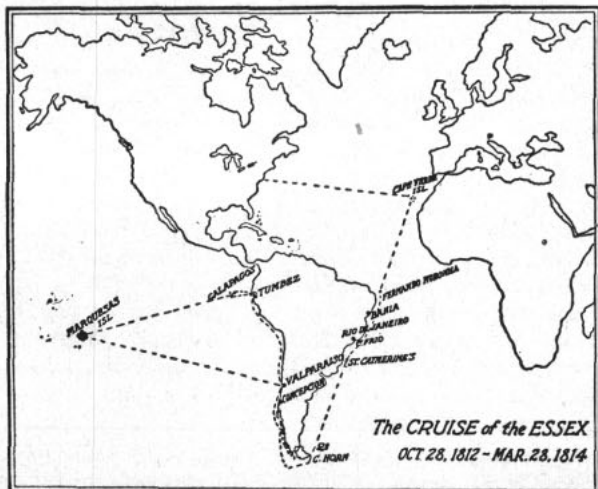 CAPE VERDE
ISL.
GALAPAGOS
TUMBEZ
FERNANDO NORONHA
BAHIA
RIO DE JANEIRO
C. FRIO
ST. CATHERINE'S
MARQUESAS
ISL.
VALPARAISO
CONCEPCION
C. HORN
The CRUISE of the ESSEX
OCT. 28, 1812 - MAR. 28, 1814